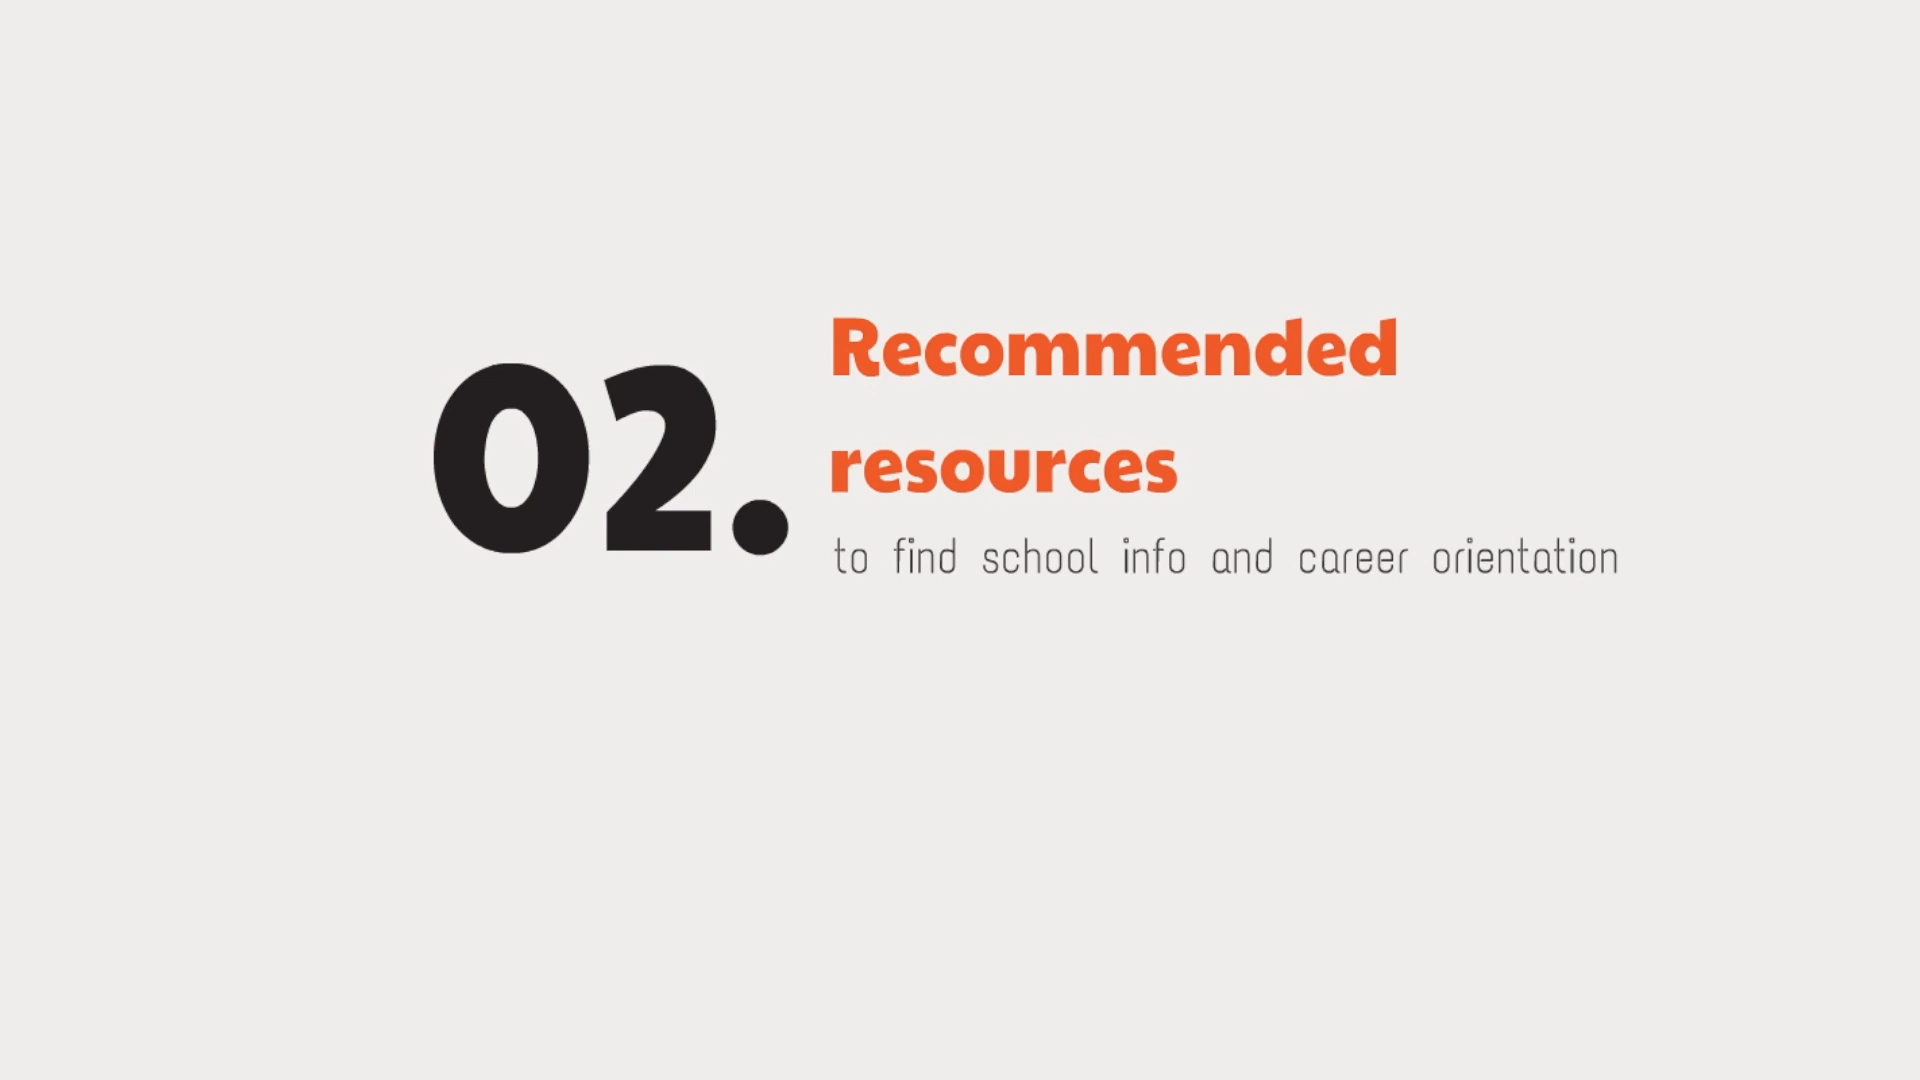 02.
Recommended
resources
to find school info and career orientation